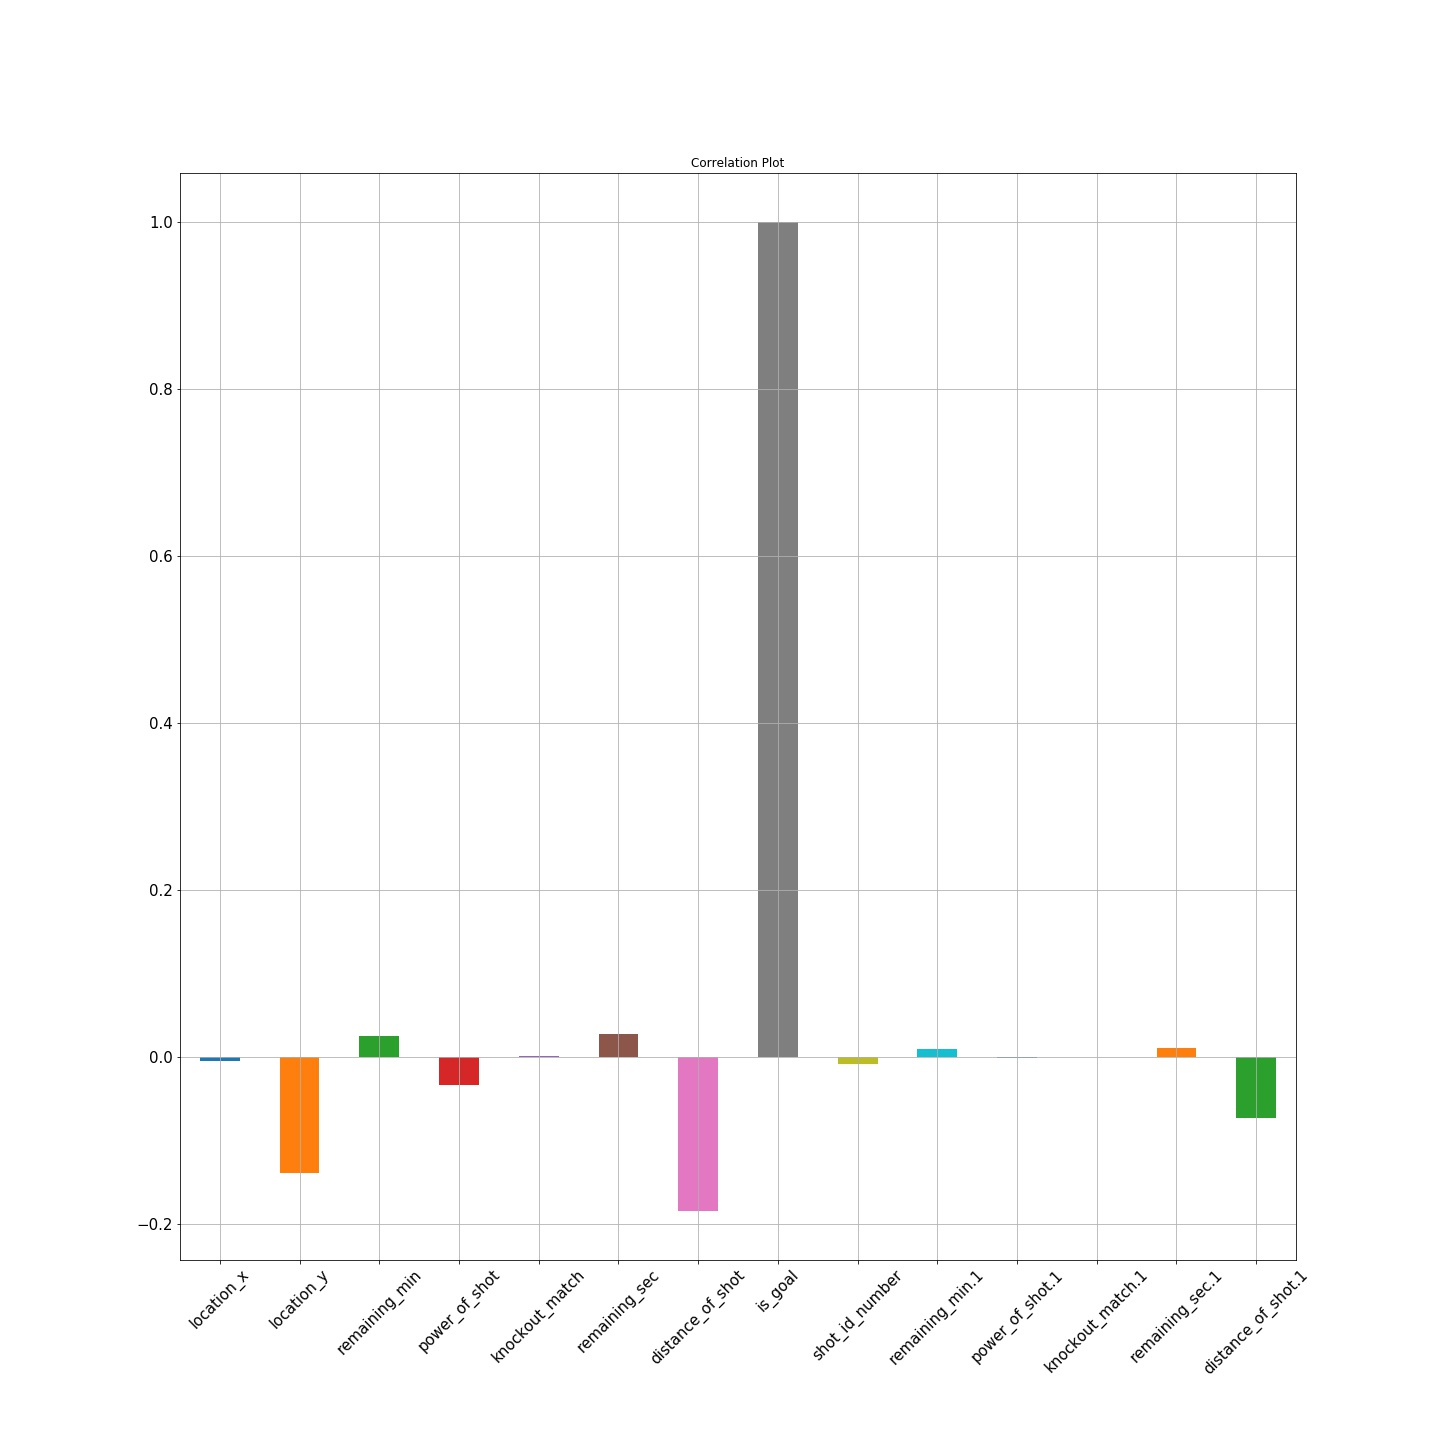 Correlation Plot
1.0
0.8
0.6
0.4
0.2
0.0
−0.2
location_x
location_y
remaining_min
power_of_shot
knockout_match
remaining_sec
distance_of_shot
is_goal
shot_id_number
remaining_min.1
power_of_shot.1
knockout_match.1
remaining_sec.1
distance_of_shot.1